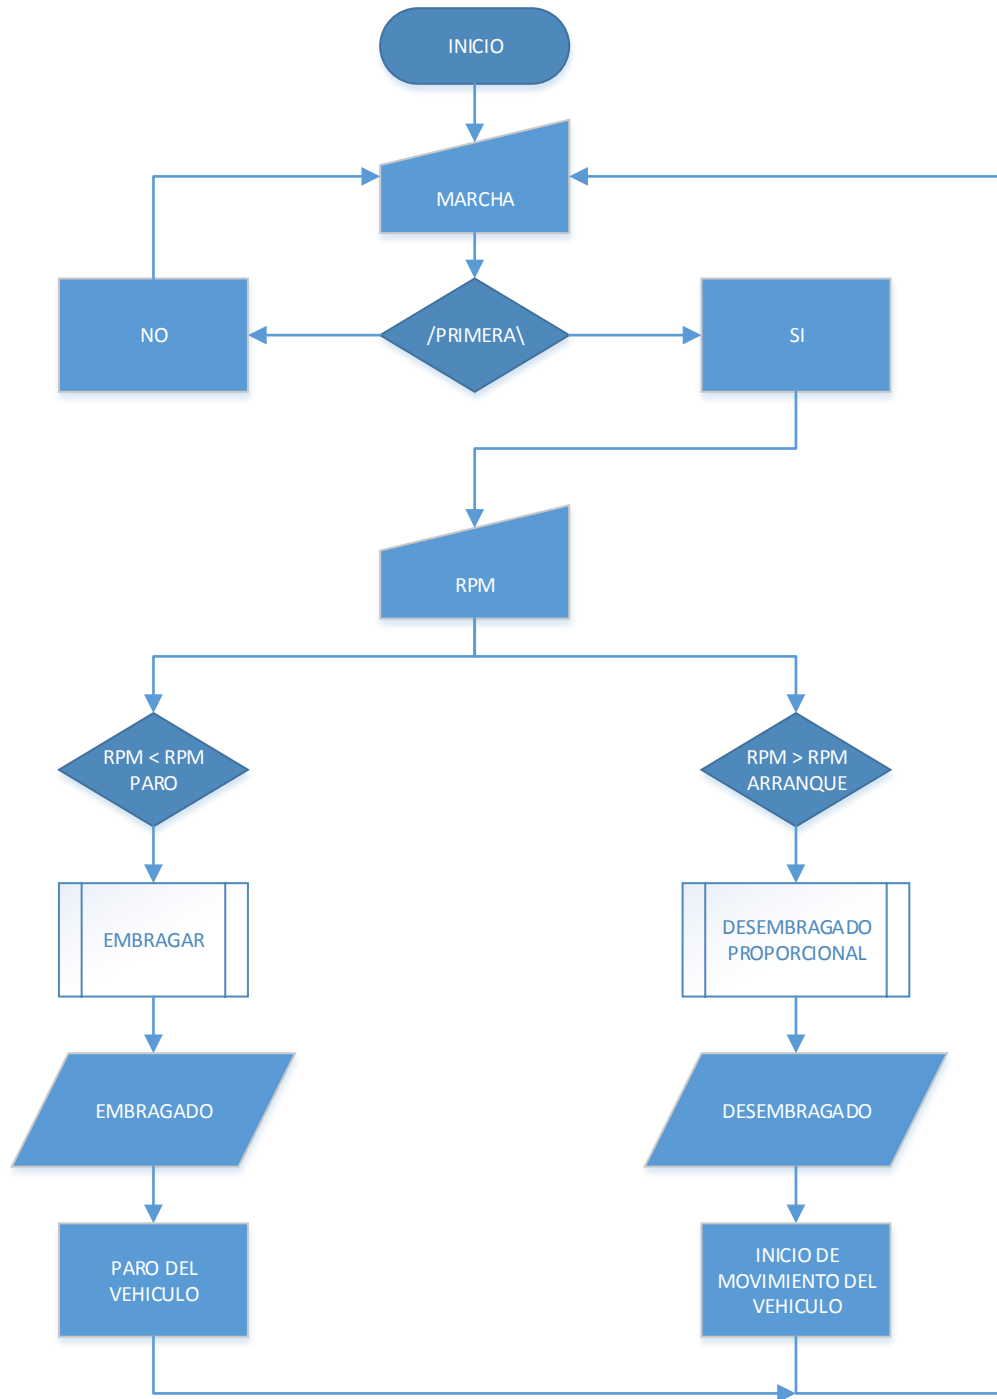 INICIO
MARCHA
NO
/PRIMERA\
SI
RPM
RPM < RPM
PARO
RPM > RPM
ARRANQUE
EMBRAGAR
DESEMBRAGADO
PROPORCIONAL
EMBRAGADO
DESEMBRAGADO
PARO DEL
VEHICULO
INICIO DE
MOVIMIENTO DEL
VEHICULO